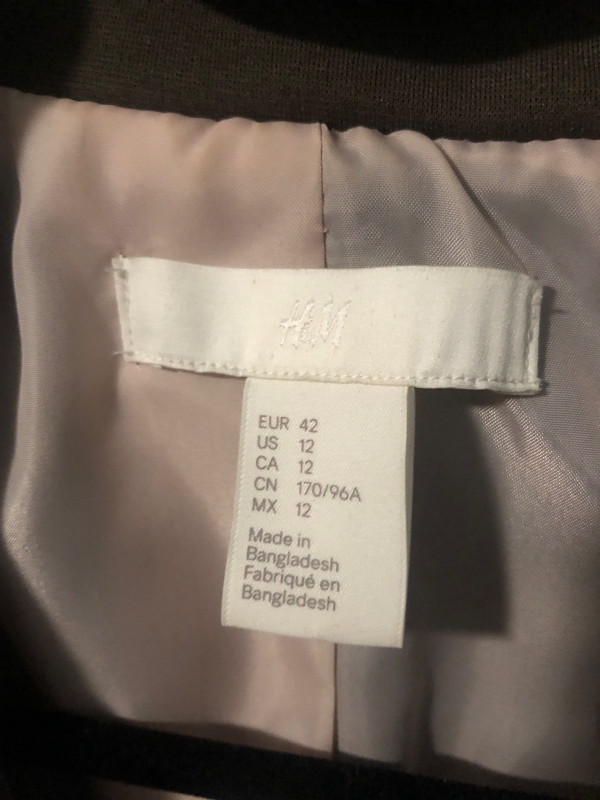 H&M
EUR 42
US 12
CA 12
CN 170/96A
MX 12
Made in
Bangladesh
Fabriqué en
Bangladesh